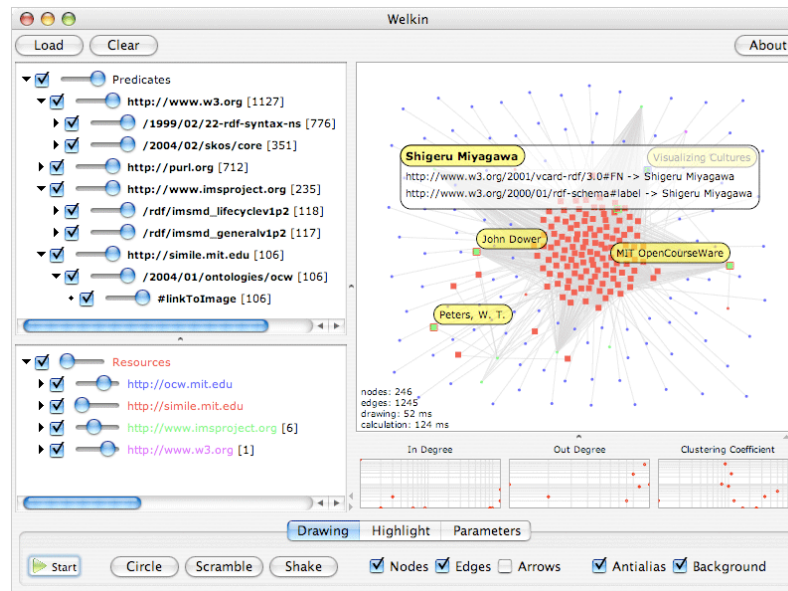 Welkin
Load
Clear
About
Predicates
http://www.w3.org [1127]
/1999/02/22-rdf-syntax-ns [776]
/2004/02/skos/core [351]
http://purl.org [712]
http://www.imsproject.org [235]
/rdf/imsmd_lifecyclev1p2 [118]
/rdf/imsmd_generalv1p2 [117]
http://simile.mit.edu [106]
/2004/01/ontologies/ocw [106]
#linkToImage [106]
Resources
http://ocw.mit.edu
http://simile.mit.edu
http://www.imsproject.org [6]
http://www.w3.org [1]
Shigeru Miyagawa
Visualizing Cultures
http://www.w3.org/2001/vcard-rdf/3.0#FN -> Shigeru Miyagawa
http://www.w3.org/2000/01/rdf-schema#label -> Shigeru Miyagawa
John Dower
MIT OpenCourseWare
Peters, W. T.
nodes: 246
edges: 1245
drawing: 52 ms
calculation: 124 ms
In Degree
Out Degree
Clustering Coefficient
Drawing
Highlight
Parameters
Start
Circle
Scramble
Shake
Nodes
Edges
Arrows
Antialias
Background